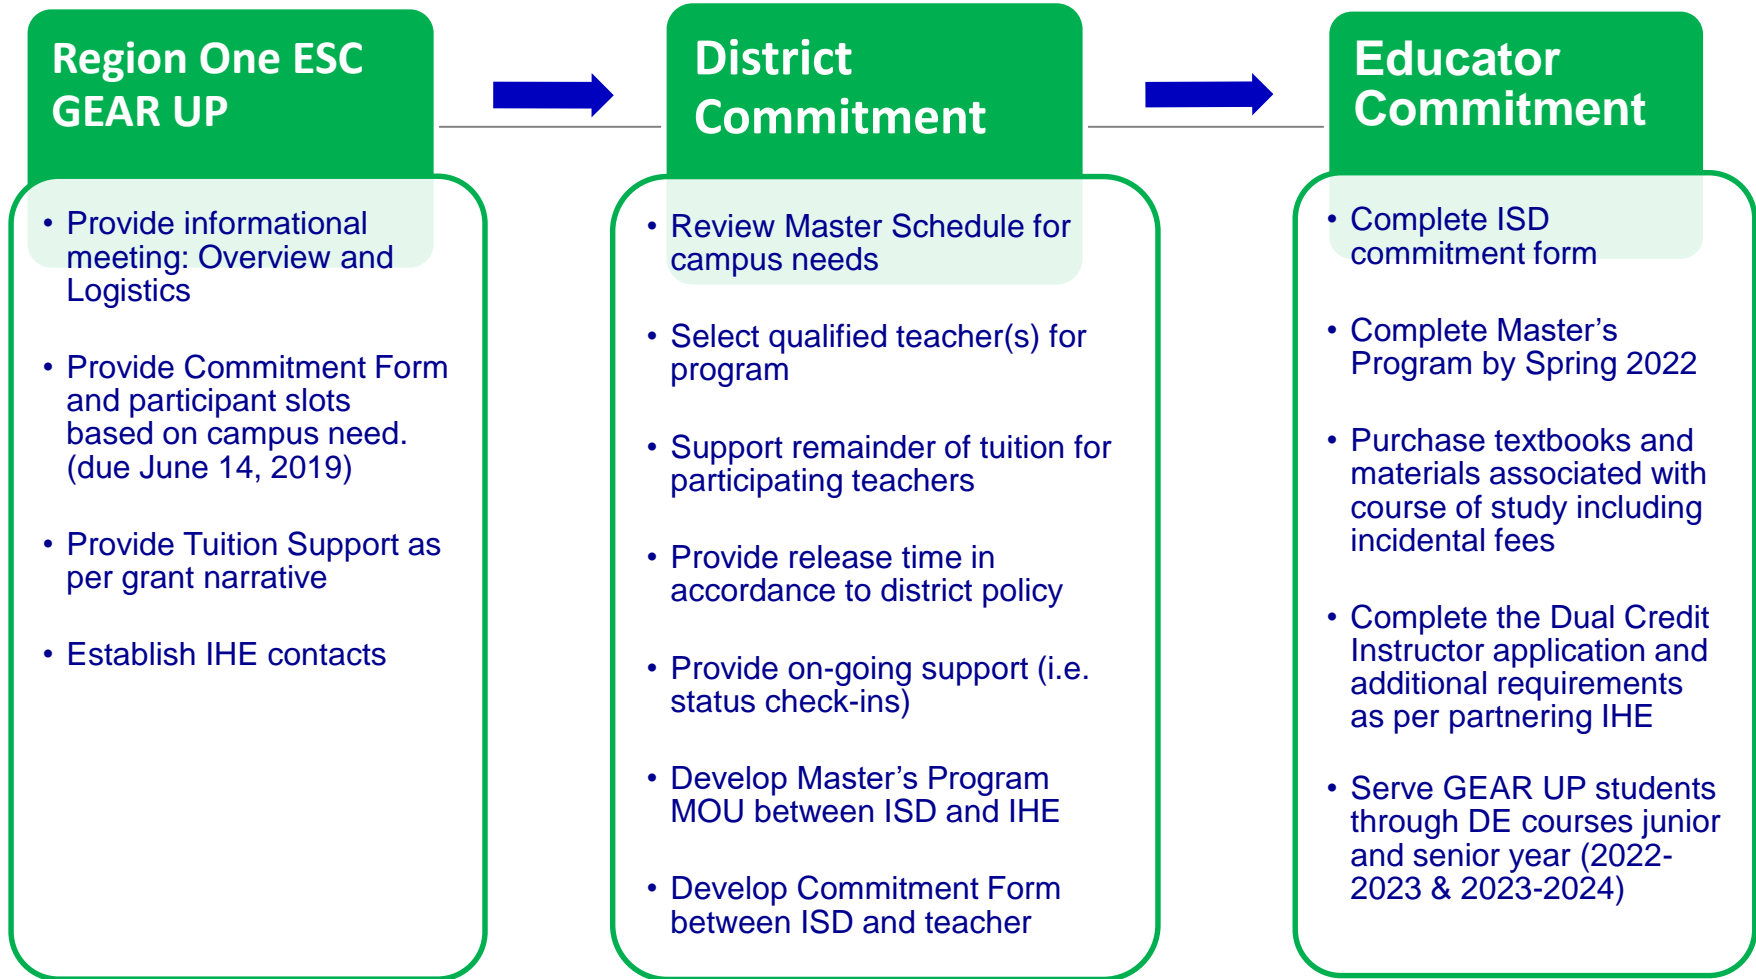 Region One ESC
GEAR UP
• Provide informational
meeting: Overview and
Logistics
• Provide Commitment Form
and participant slots
based on campus need.
(due June 14, 2019)
• Provide Tuition Support as
per grant narrative
• Establish IHE contacts
District
Commitment
• Review Master Schedule for
campus needs
• Select qualified teacher(s) for
program
• Support remainder of tuition for
participating teachers
• Provide release time in
accordance to district policy
• Provide on-going support (i.e.
status check-ins)
• Develop Master’s Program
MOU between ISD and IHE
• Develop Commitment Form
between ISD and teacher
Educator
Commitment
• Complete ISD
commitment form
• Complete Master’s
Program by Spring 2022
• Purchase textbooks and
materials associated with
course of study including
incidental fees
• Complete the Dual Credit
Instructor application and
additional requirements
as per partnering IHE
• Serve GEAR UP students
through DE courses junior
and senior year (2022-
2023 & 2023-2024)